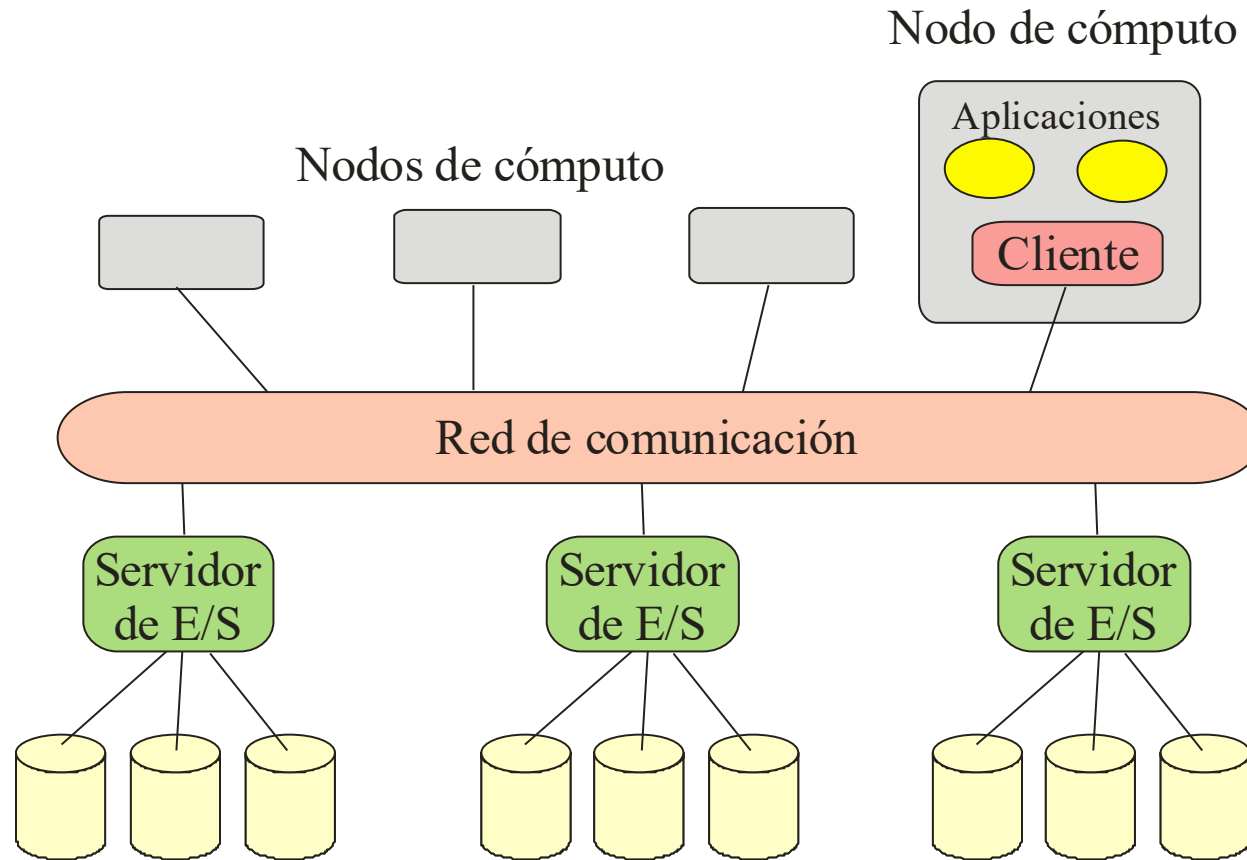 Nodo de cómputo
Aplicaciones
Nodos de cómputo
Cliente
Red de comunicación
Servidor
de E/S
Servidor
de E/S
Servidor
de E/S